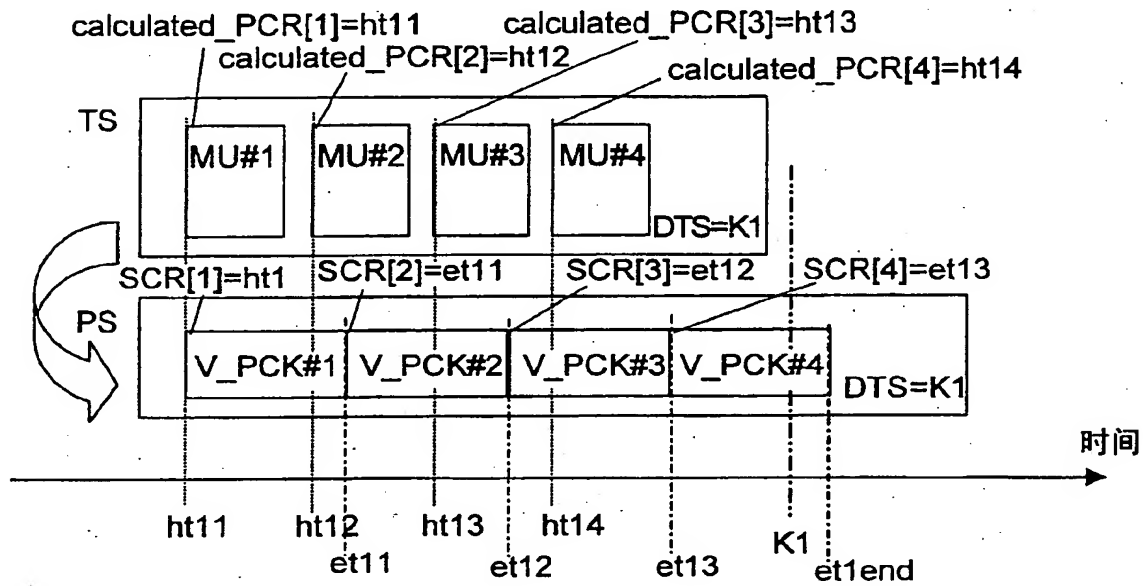 calculated_PCR[1]=ht11
calculated_PCR[3]=ht13
calculated_PCR[2]=ht12
calculated_PCR[4]=ht14
TS
MU#1
MU#2
MU#3
MU#4
DTS=K1
SCR[1]=ht1
SCR[2]=et11
SCR[3]=et12
SCR[4]=et13
PS
V_PCK#1
V_PCK#2
V_PCK#3
V_PCK#4
DTS=K1
时间
ht11
ht12
ht13
ht14
K1
et11
et12
et13
et1end